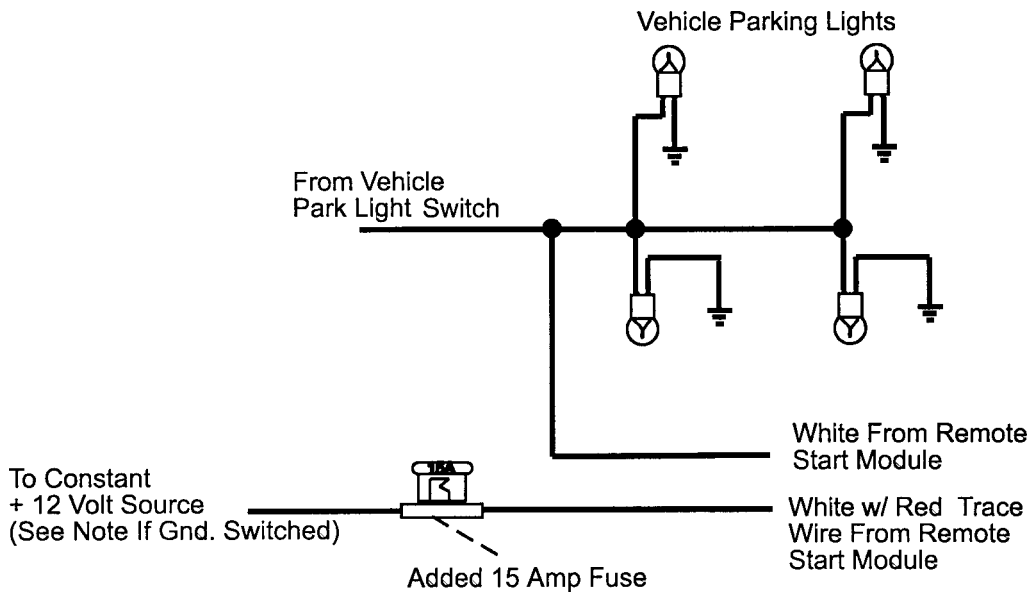 Vehicle Parking Lights
From Vehicle
Park Light Switch
White From Remote
Start Module
15A
To Constant
+ 12 Volt Source
(See Note If Gnd. Switched)
White w/ Red Trace
Wire From Remote
Start Module
Added 15 Amp Fuse